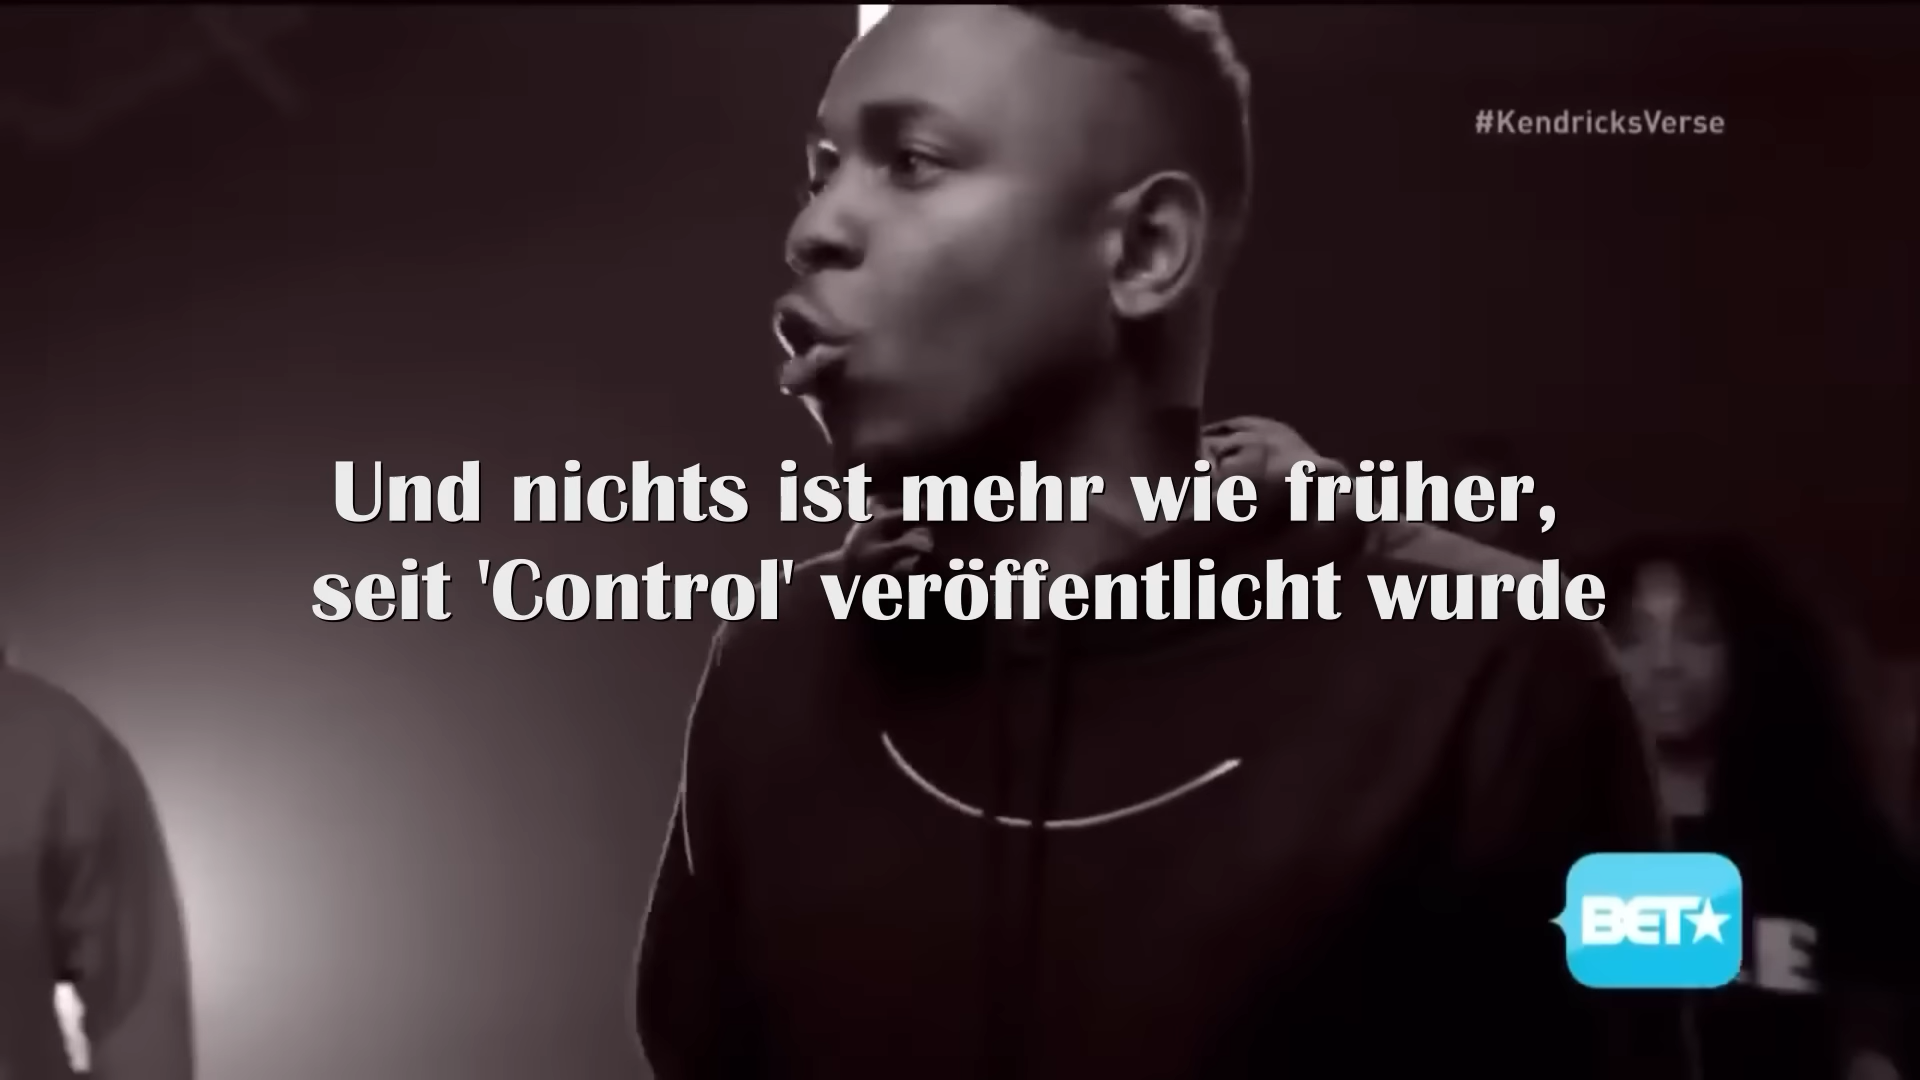 #KendricksVerse
Und nichts ist mehr wie früher,
seit 'Control' veröffentlicht wurde
BET
E